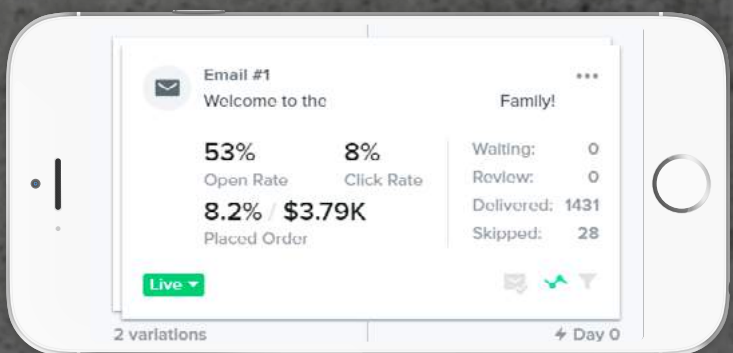 Email #1
Welcome to the Family!
53% 8%
Open Rate Click Rate
8.2% / $3.79K
Placed Order
Waiting: 0
Review: 0
Delivered: 1431
Skipped: 28
Live
2 variations
Day 0